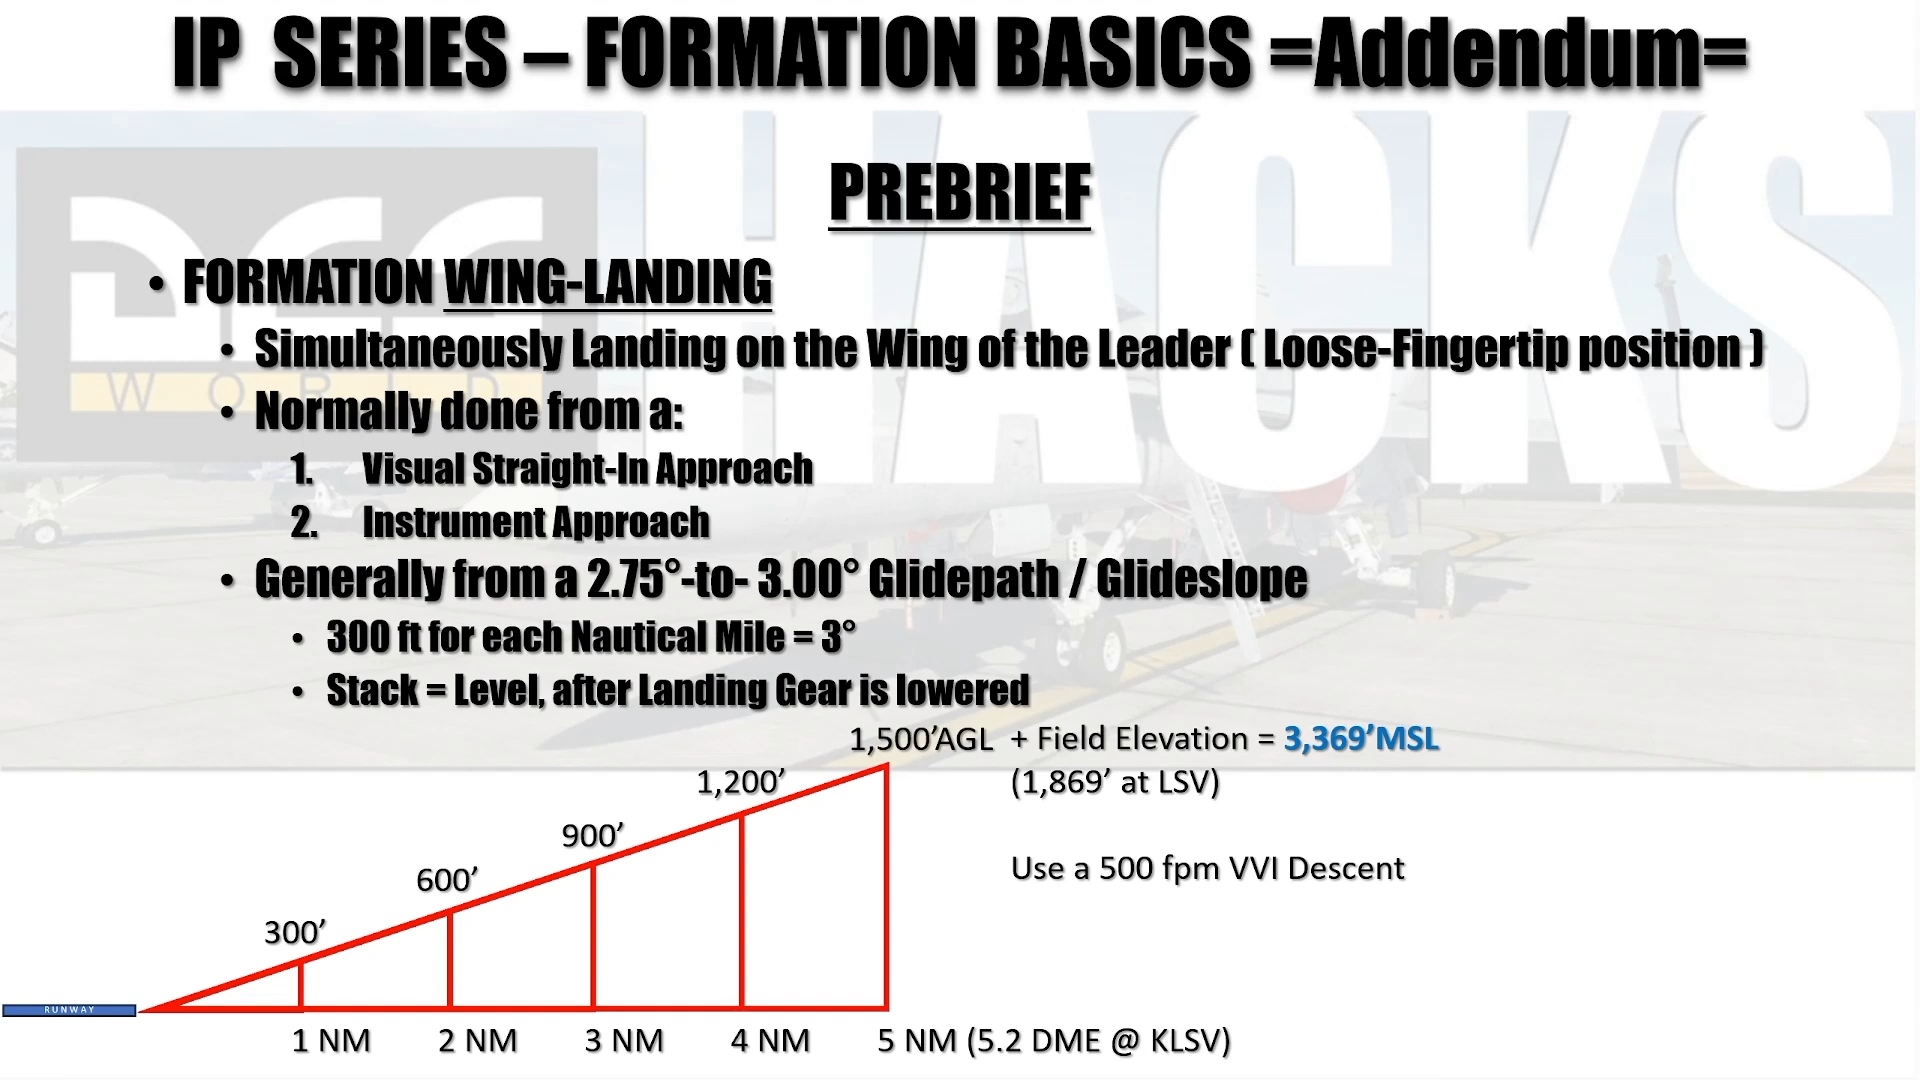 IP SERIES – FORMATION BASICS =Addendum=
HACKS
DCS
WORLD
PREBRIEF
• FORMATION WING-LANDING
• Simultaneously Landing on the Wing of the Leader ( Loose-Fingertip position )
• Normally done from a:
1. Visual Straight-In Approach
2. Instrument Approach
• Generally from a 2.75°-to- 3.00° Glidepath / Glideslope
• 300 ft for each Nautical Mile = 3°
• Stack = Level, after Landing Gear is lowered
1,500’AGL + Field Elevation = 3,369’MSL
(1,869’ at LSV)
1,200’
900’
Use a 500 fpm VVI Descent
600’
300’
RUNWAY
1 NM 2 NM 3 NM 4 NM 5 NM (5.2 DME @ KLSV)